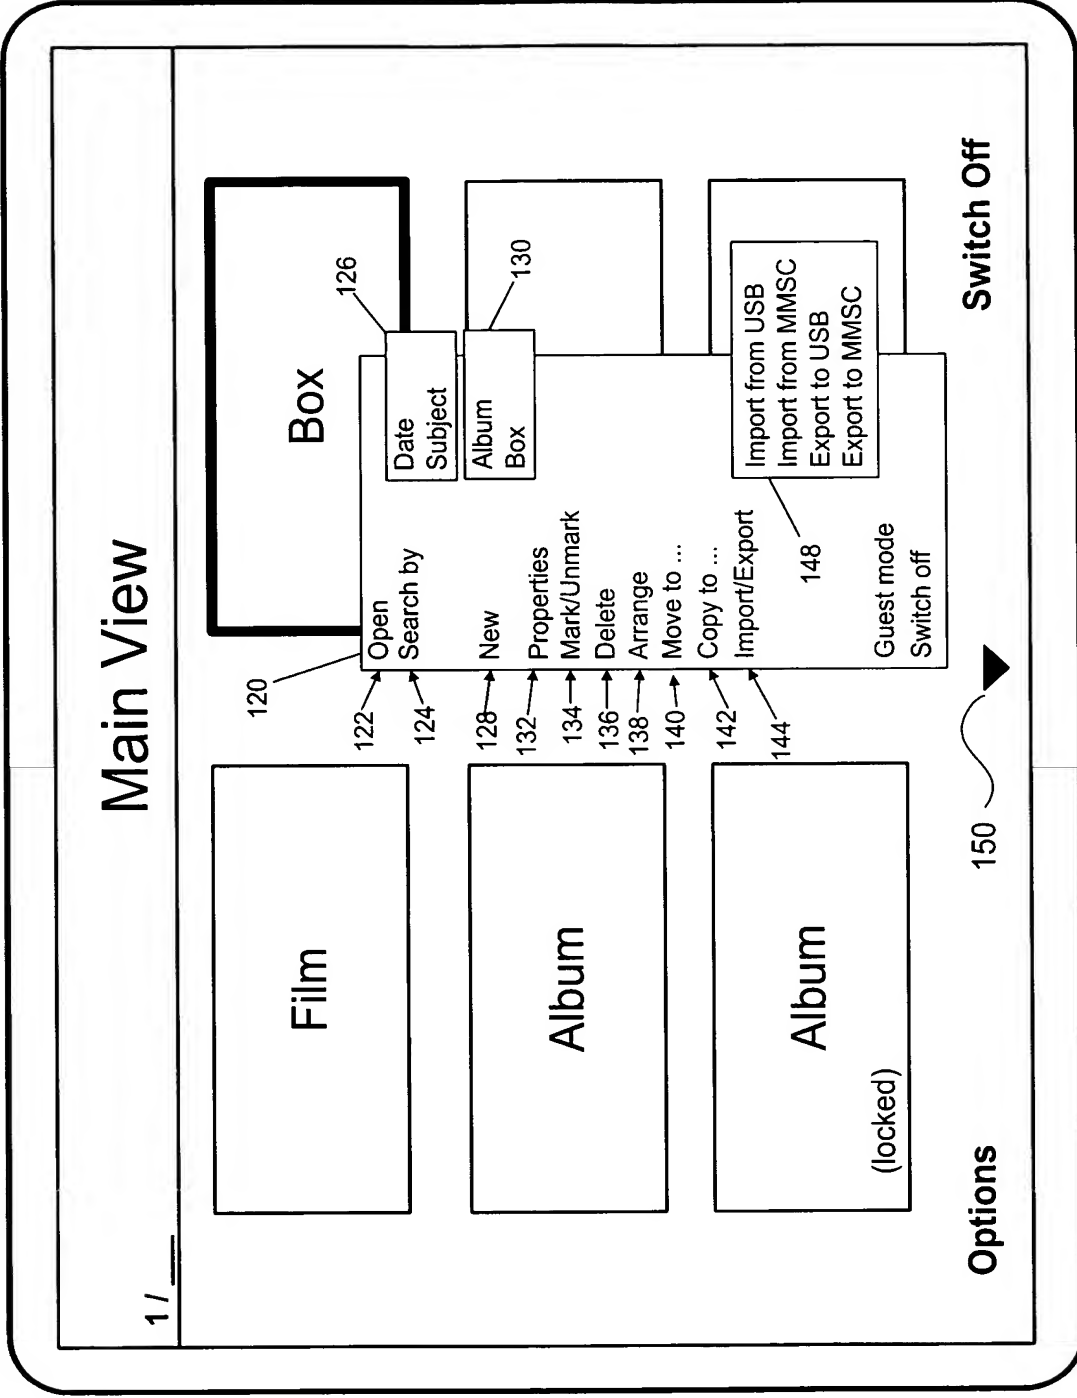 Main View
1 / __
Film
Box
Album
Album
(locked)
120
122
Open
124
Search by
126
Date
Subject
128
New
130
Album
Box
132
Properties
134
Mark/Unmark
136
Delete
138
Arrange
140
Move to ...
142
Copy to ...
144
Import/Export
148
Import from USB
Import from MMSC
Export to USB
Export to MMSC
Guest mode
Switch off
Options
150
Switch Off